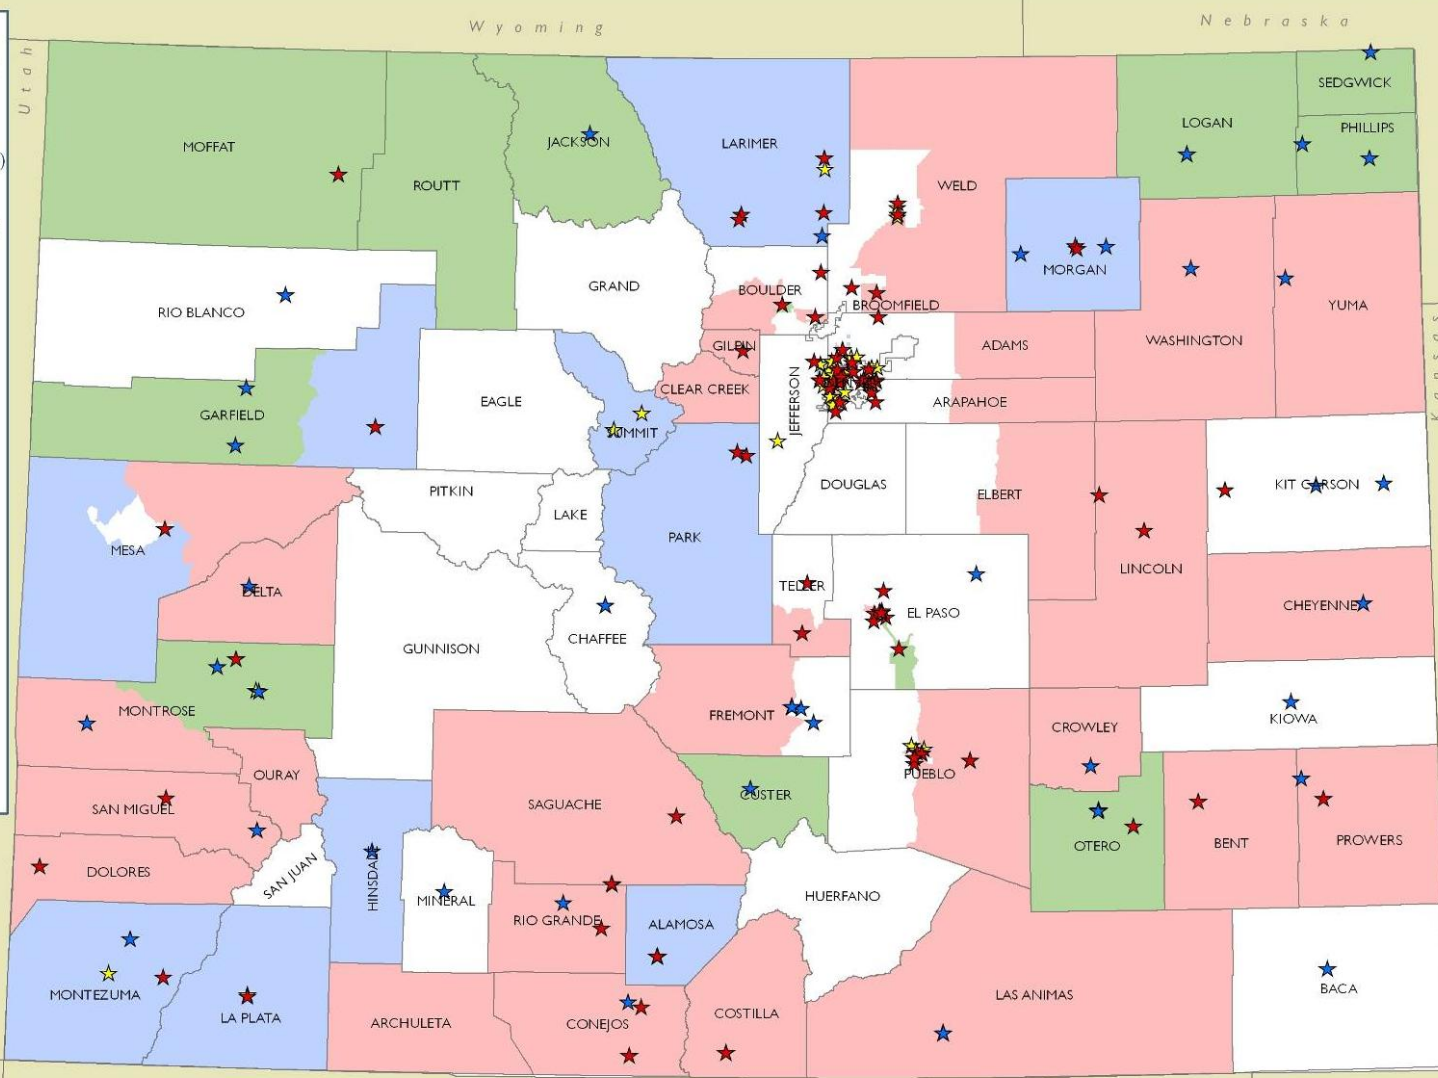 Wyoming
Nebraska
Utah
)
SEDGWICK
LOGAN
PHILLIPS
MOFFAT
JACKSON
LARIMER
ROUTT
WELD
MORGAN
GRAND
BOULDER
BROOMFIELD
YUMA
RIO BLANCO
WASHINGTON
Kansas
GILPIN
ADAMS
CLEAR CREEK
JEFFERSON
ARAPAHOE
EAGLE
GARFIELD
SUMMIT
PITKIN
DOUGLAS
ELBERT
KIT CARSON
LAKE
MESA
PARK
LINCOLN
DELTA
TELLER
EL PASO
CHEYENNE
CHAFFEE
GUNNISON
MONTROSE
FREMONT
KIOWA
CROWLEY
OURAY
PUEBLO
SAN MIGUEL
SAGUACHE
CUSTER
OTERO
BENT
PROWERS
DOLORES
SAN JUAN
HINSDALE
MINERAL
HUERFANO
RIO GRANDE
ALAMOSA
MONTEZUMA
LA PLATA
ARCHULETA
CONEJOS
COSTILLA
LAS ANIMAS
BACA